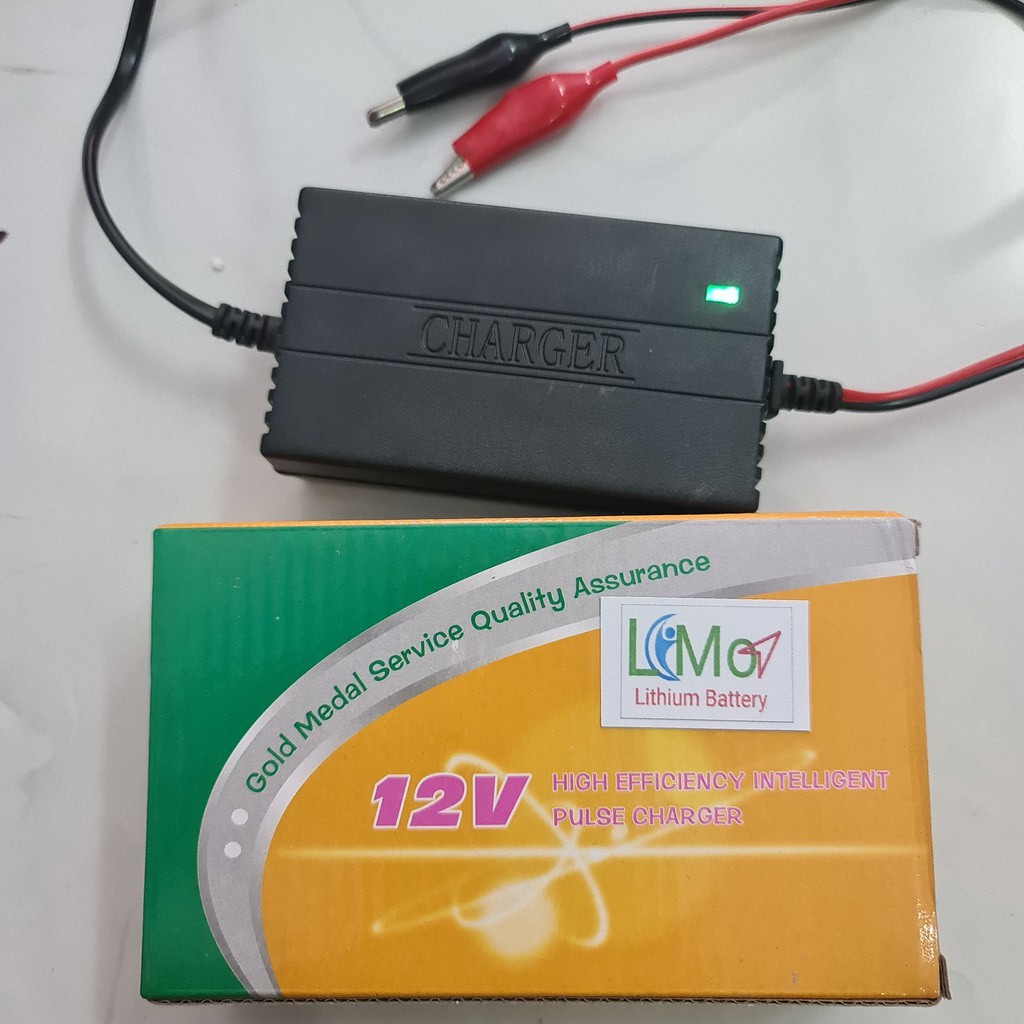 CHARGER
Gold Medal Service Quality Assurance
LiMo
Lithium Battery
12V
HIGH EFFICIENCY INTELLIGENT
PULSE CHARGER